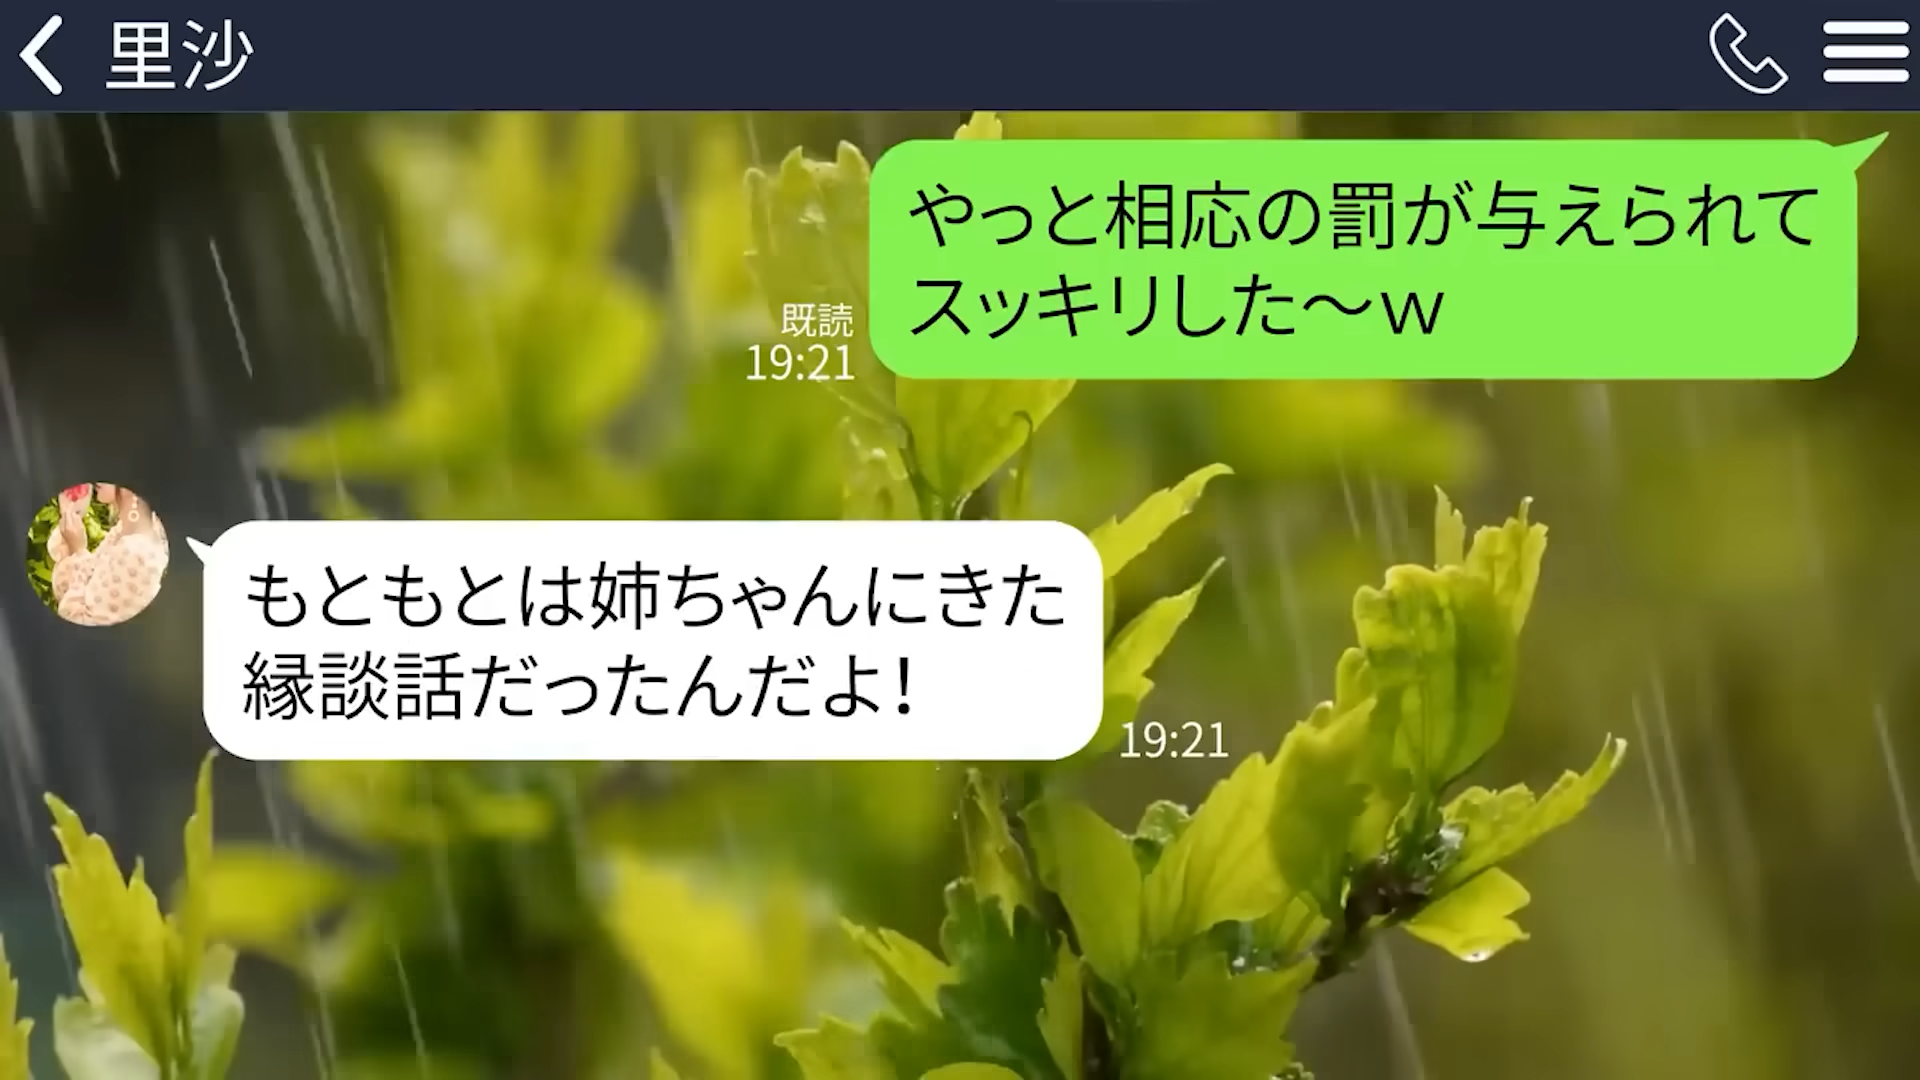 里沙
やっと相応の罰が与えられて
スッキリした〜w
既読
19:21
もともとは姉ちゃんにきた
縁談話だったんだよ！
19:21